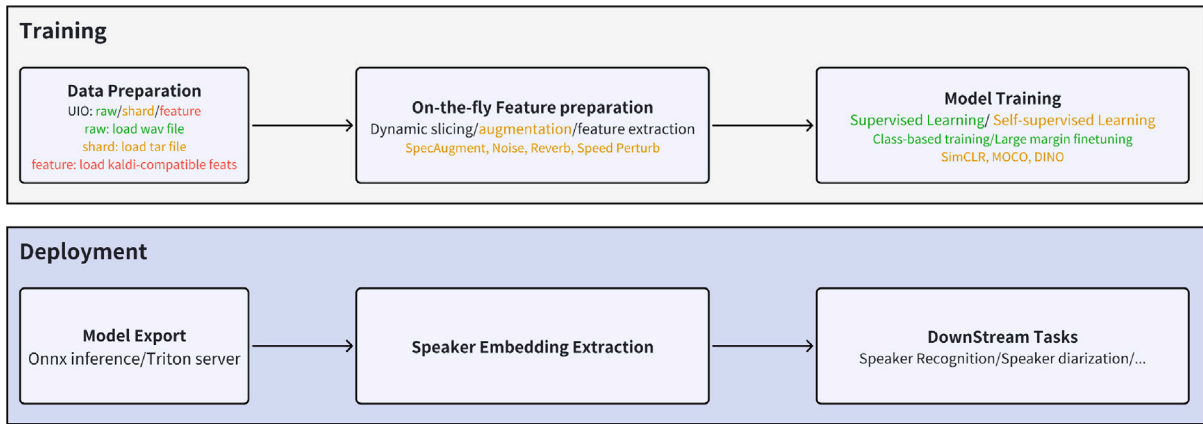 Training
Data Preparation
UIO: raw/shard/feature
raw: load wav file
shard: load tar file
feature: load kaldi-compatible feats
On-the-fly Feature preparation
Dynamic slicing/augmentation/feature extraction
SpecAugment, Noise, Reverb, Speed Perturb
Model Training
Supervised Learning/ Self-supervised Learning
Class-based training/Large margin finetuning
SimCLR, MOCO, DINO
Deployment
Model Export
Onnx inference/Triton server
Speaker Embedding Extraction
DownStream Tasks
Speaker Recognition/Speaker diarization/...